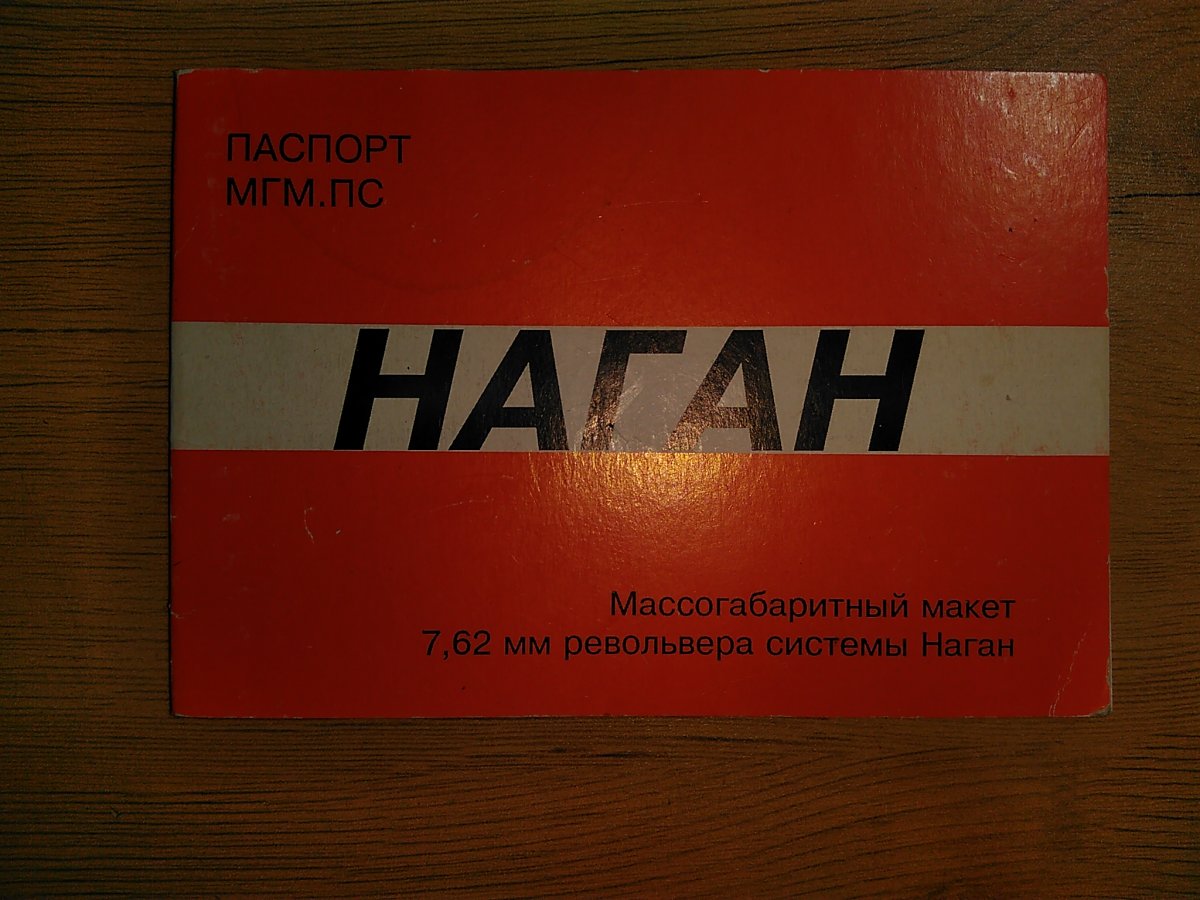 ПАСПОРТ
МГМ.ПС
НАГАН
Массогабаритный макет
7,62 мм револьвера системы Наган